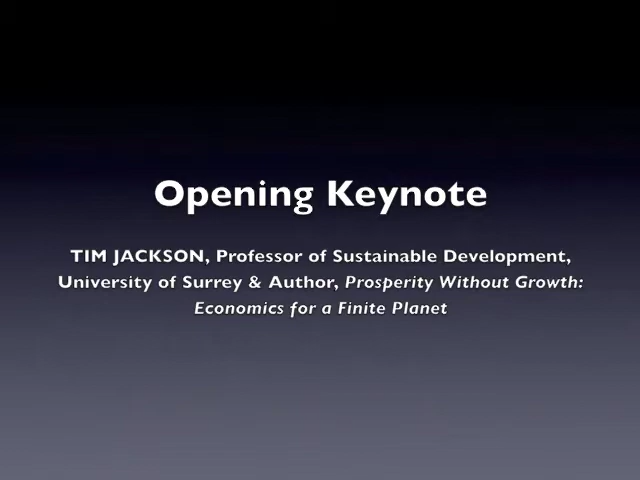 Opening Keynote
TIM JACKSON, Professor of Sustainable Development,
University of Surrey & Author, Prosperity Without Growth:
Economics for a Finite Planet